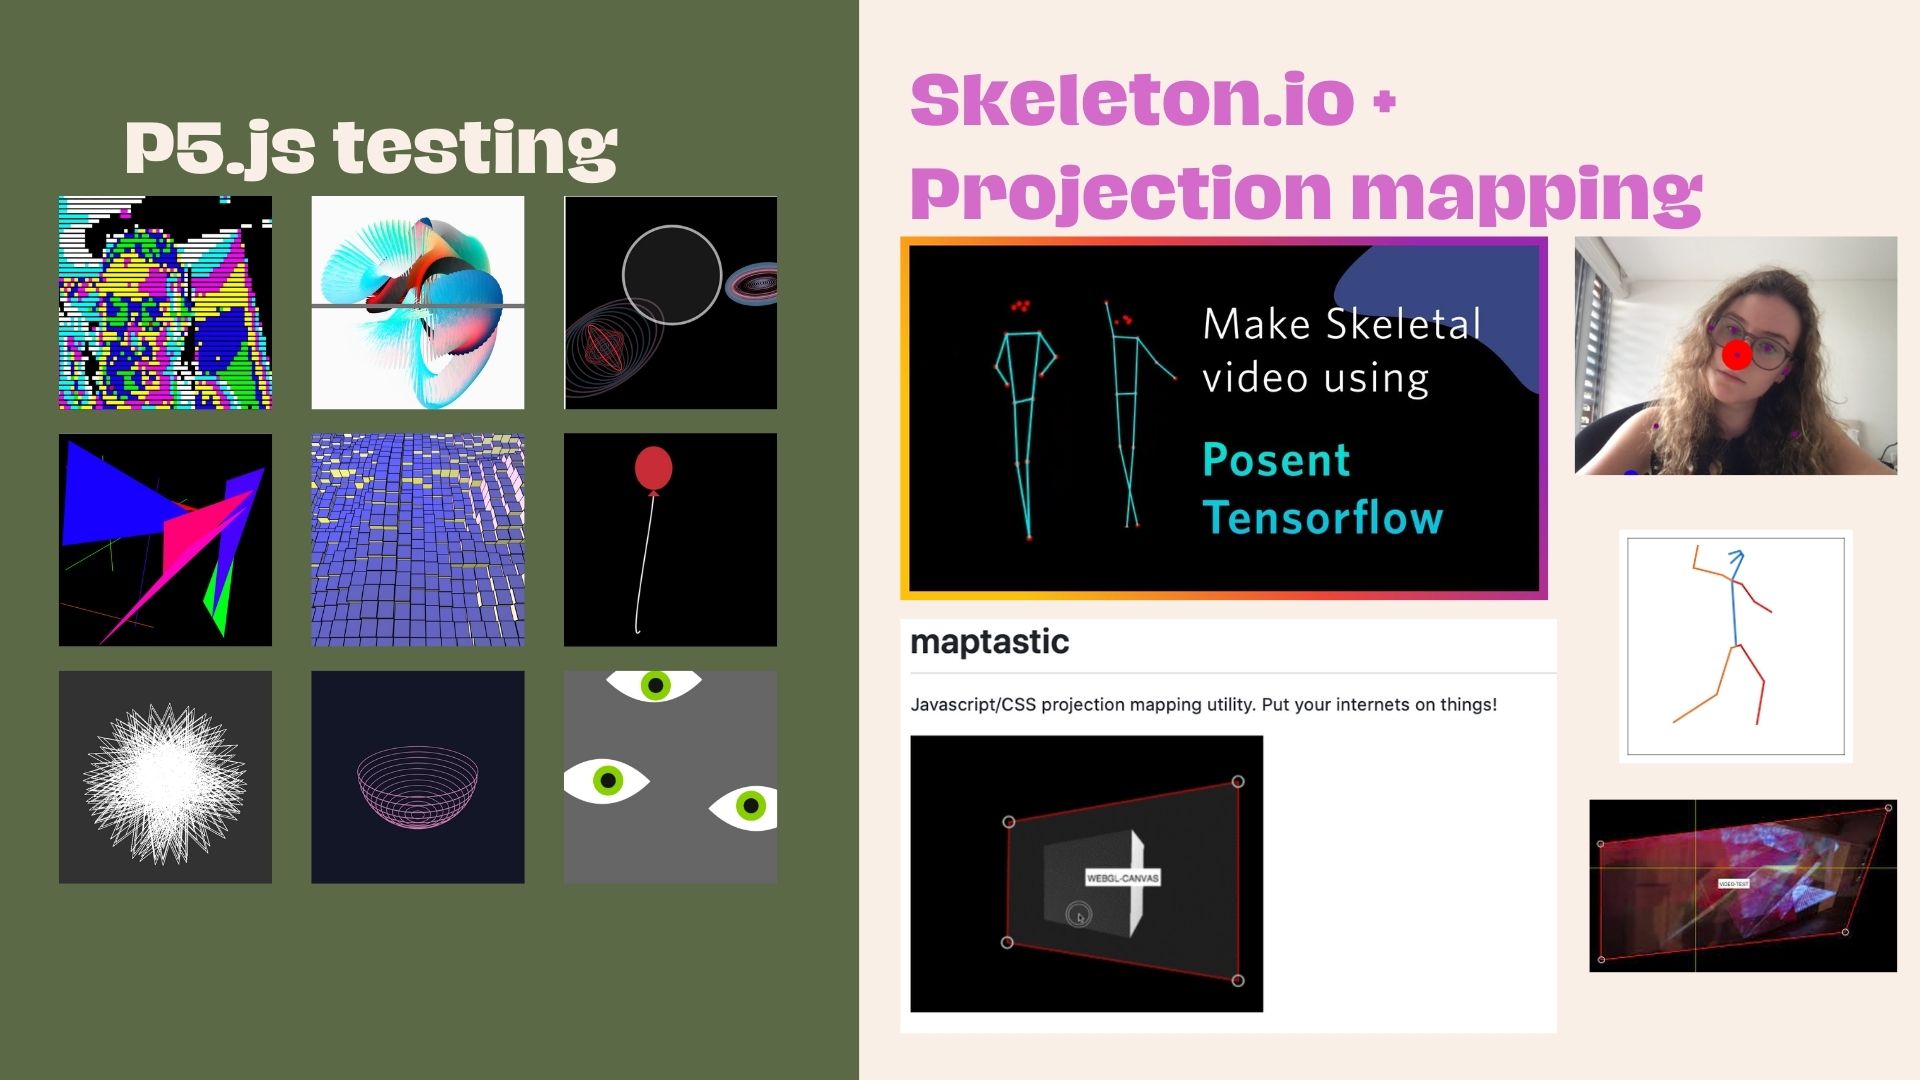 P5.js testing
Skeleton.io +
Projection mapping
Make Skeletal
video using
Posent
Tensorflow
maptastic
Javascript/CSS projection mapping utility. Put your internets on things!
WEBGL-CANVAS
VIDEO-TEST